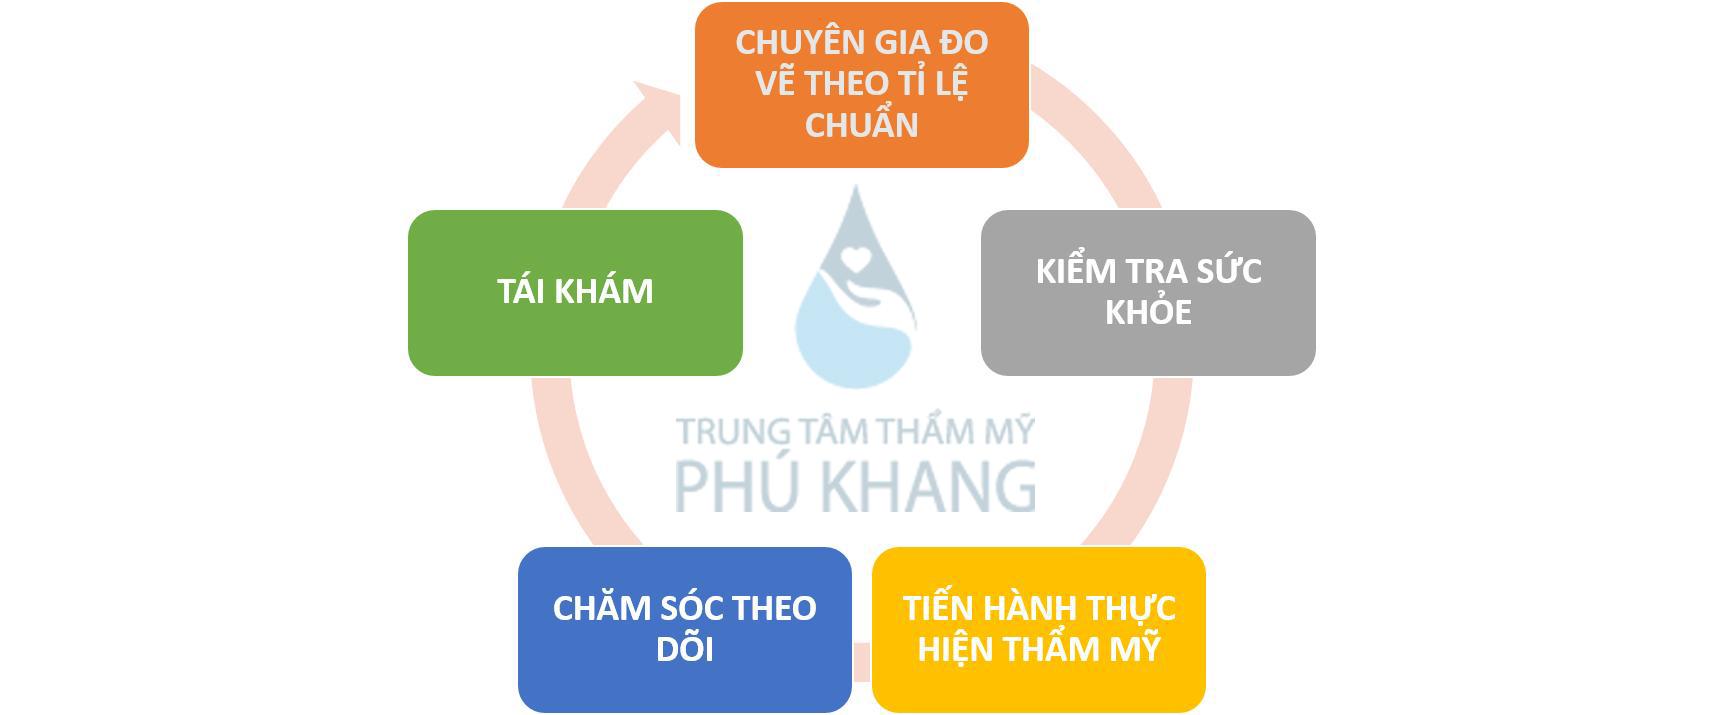 CHUYÊN GIA ĐO
VẼ THEO TỈ LỆ
CHUẨN
KIỂM TRA SỨC
KHỎE
TIẾN HÀNH THỰC
HIỆN THẨM MỸ
CHĂM SÓC THEO
DÕI
TÁI KHÁM
TRUNG TÂM THẨM MỸ
PHÚ KHANG